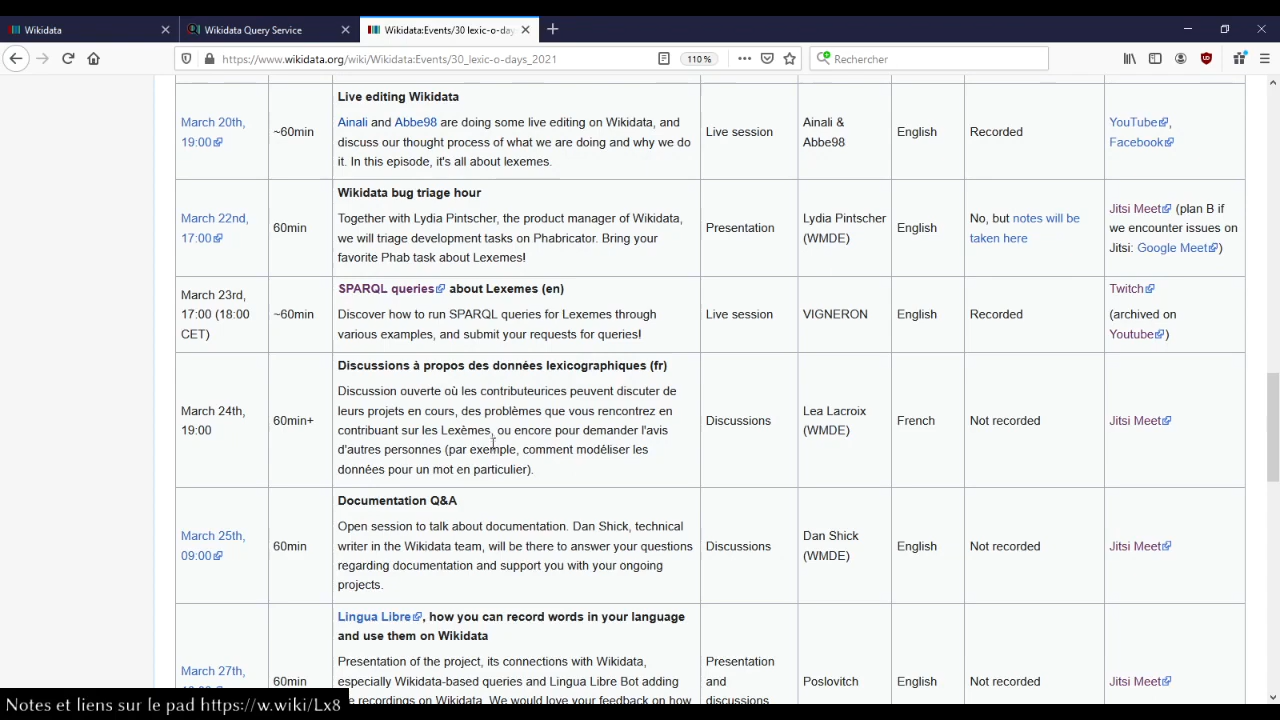 Wikidata
Wikidata Query Service
Wikidata:Events/30 lexic-o-day
https://www.wikidata.org/wiki/Wikidata:Events/30_lexic-o-days_2021
110 %
Rechercher
Live editing Wikidata
March 20th,
19:00
~60min
Ainali and Abbe98 are doing some live editing on Wikidata, and
discuss our thought process of what we are doing and why we do
it. In this episode, it's all about lexemes.
Live session
Ainali &
Abbe98
English
Recorded
YouTube,
Facebook
Wikidata bug triage hour
March 22nd,
17:00
60min
Together with Lydia Pintscher, the product manager of Wikidata,
we will triage development tasks on Phabricator. Bring your
favorite Phab task about Lexemes!
Presentation
Lydia Pintscher
(WMDE)
English
No, but notes will be
taken here
Jitsi Meet (plan B if
we encounter issues on
Jitsi: Google Meet)
March 23rd,
17:00 (18:00
CET)
~60min
SPARQL queries about Lexemes (en)
Discover how to run SPARQL queries for Lexemes through
various examples, and submit your requests for queries!
Live session
VIGNERON
English
Recorded
Twitch
(archived on
Youtube)
March 24th,
19:00
60min+
Discussions à propos des données lexicographiques (fr)
Discussion ouverte où les contributeurices peuvent discuter de
leurs projets en cours, des problèmes que vous rencontrez en
contribuant sur les Lexèmes, ou encore pour demander l'avis
d'autres personnes (par exemple, comment modéliser les
données pour un mot en particulier).
Discussions
Lea Lacroix
(WMDE)
French
Not recorded
Jitsi Meet
March 25th,
09:00
60min
Documentation Q&A
Open session to talk about documentation. Dan Shick, technical
writer in the Wikidata team, will be there to answer your questions
regarding documentation and support you with your ongoing
projects.
Discussions
Dan Shick
(WMDE)
English
Not recorded
Jitsi Meet
March 27th,
60min
Lingua Libre, how you can record words in your language
and use them on Wikidata
Presentation of the project, its connections with Wikidata,
especially Wikidata-based queries and Lingua Libre Bot adding
recordings on Wikidata. We would love your feedback on how
Presentation
and
discussions
Poslovitch
English
Not recorded
Jitsi Meet
Notes et liens sur le pad https://w.wiki/Lx8